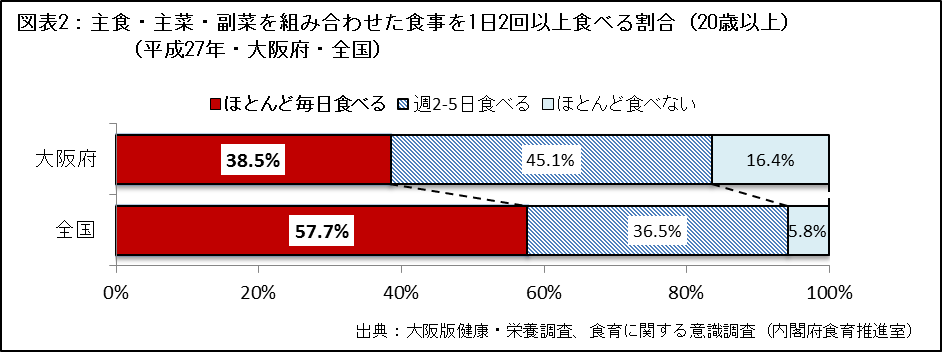 図表2：主食・主菜・副菜を組み合わせた食事を1日2回以上食べる割合（20歳以上）
（平成27年・大阪府・全国）
ほとんど毎日食べる 週2-5日食べる ほとんど食べない
大阪府 38.5% 45.1% 16.4%
全国 57.7% 36.5% 5.8%
0% 20% 40% 60% 80% 100%
出典：大阪版健康・栄養調査、食育に関する意識調査（内閣府食育推進室）